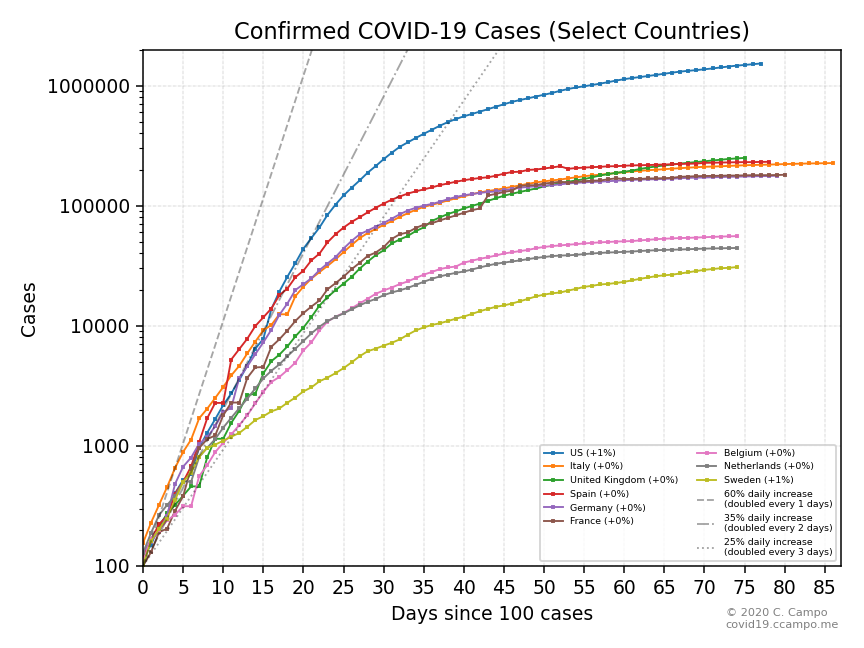 Confirmed COVID-19 Cases (Select Countries)
1000000
100000
10000
1000
100
Cases
0 5 10 15 20 25 30 35 40 45 50 55 60 65 70 75 80 85
Days since 100 cases
US (+1%)
Italy (+0%)
United Kingdom (+0%)
Spain (+0%)
Germany (+0%)
France (+0%)
Belgium (+0%)
Netherlands (+0%)
Sweden (+1%)
60% daily increase
(doubled every 1 days)
35% daily increase
(doubled every 2 days)
25% daily increase
(doubled every 3 days)
© 2020 C. Campo
covid19.ccampo.me